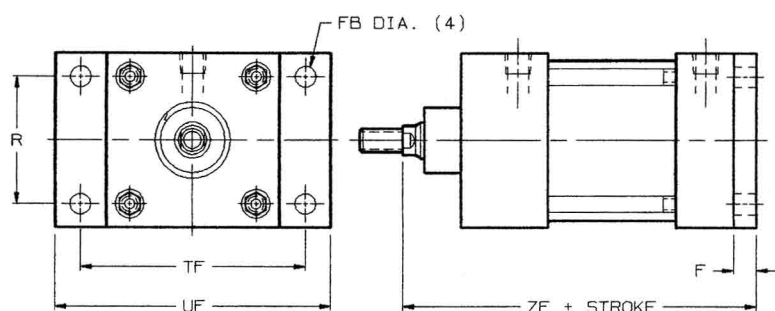 FB DIA. (4)
R
F
TF
UF
ZF + STROKE